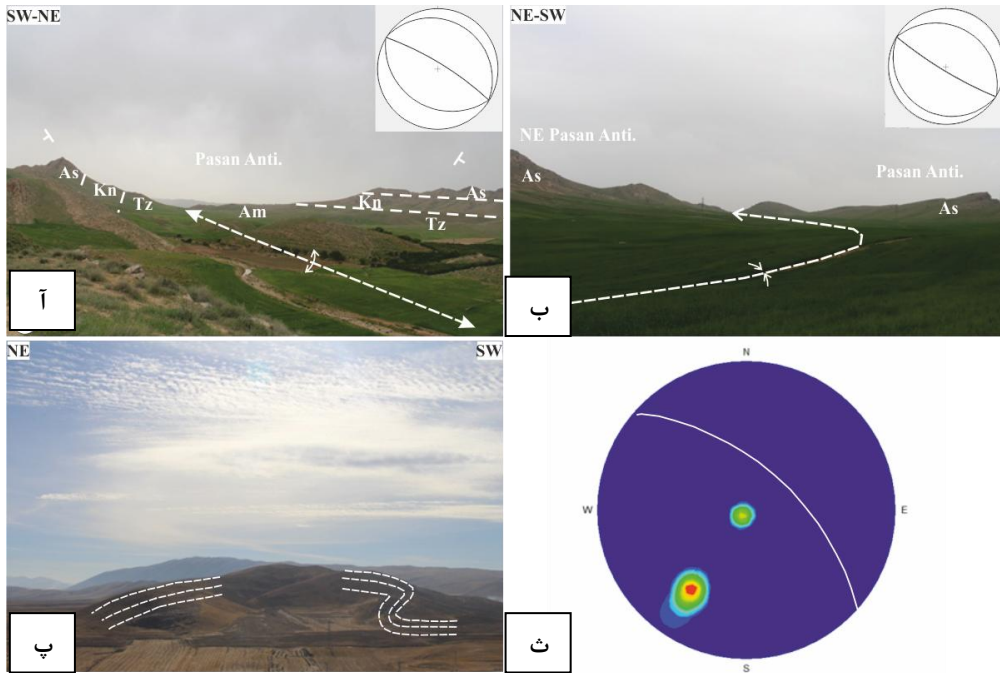 SW-NE
Pasan Anti.
As
Kn
Tz
Am
Kn
As
Tz
آ
NE-SW
NE Pasan Anti.
As
Pasan Anti.
As
ب
NE
SW
پ
N
W
E
S
ث